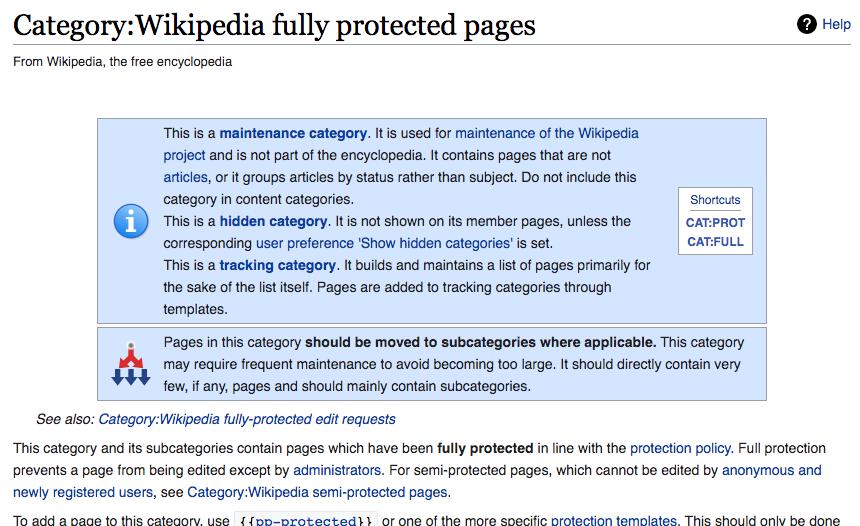 Category:Wikipedia fully protected pages
Help
From Wikipedia, the free encyclopedia
This is a maintenance category. It is used for maintenance of the Wikipedia
project and is not part of the encyclopedia. It contains pages that are not
articles, or it groups articles by status rather than subject. Do not include this
category in content categories.
This is a hidden category. It is not shown on its member pages, unless the
corresponding user preference 'Show hidden categories' is set.
This is a tracking category. It builds and maintains a list of pages primarily for
the sake of the list itself. Pages are added to tracking categories through
templates.
Shortcuts
CAT:PROT
CAT:FULL
Pages in this category should be moved to subcategories where applicable. This category
may require frequent maintenance to avoid becoming too large. It should directly contain very
few, if any, pages and should mainly contain subcategories.
See also: Category:Wikipedia fully-protected edit requests
This category and its subcategories contain pages which have been fully protected in line with the protection policy. Full protection
prevents a page from being edited except by administrators. For semi-protected pages, which cannot be edited by anonymous and
newly registered users, see Category:Wikipedia semi-protected pages.
To add a page to this category, use {{pp-protected}} or one of the more specific protection templates. This should only be done